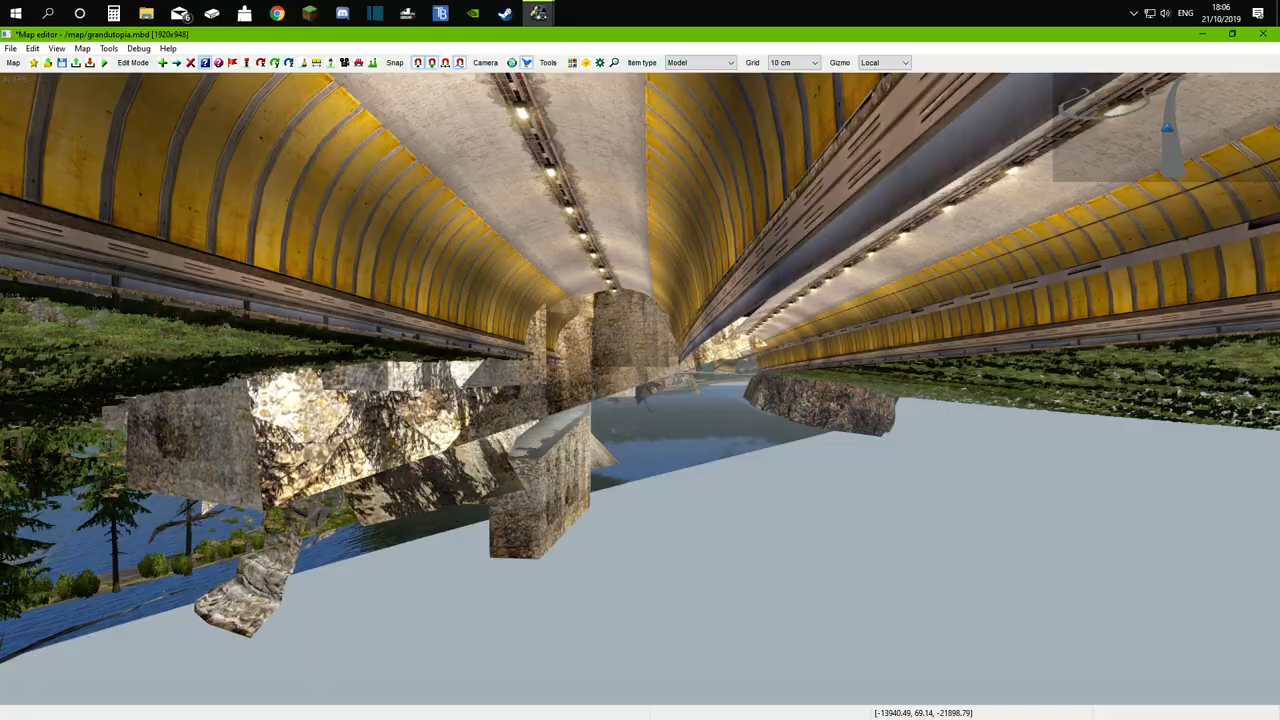 6
ENG
18:06
21/10/2019
*Map editor - /map/grandutopia.mbd [1920x948]
File Edit View Map Tools Debug Help
Map Edit Mode Snap Camera Tools Item type Model Grid 10 cm Gizmo Local
[-13940.49, 69.14, -21898.79]